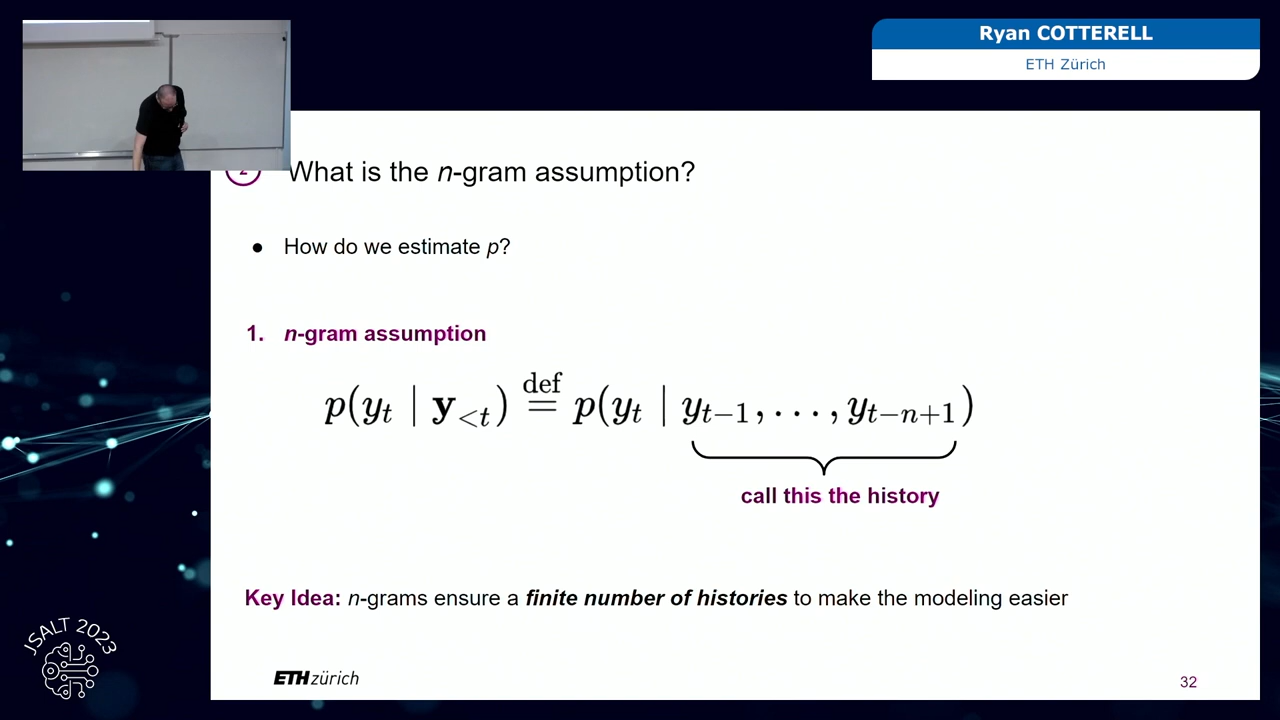 Ryan COTTERELL
ETH Zürich
2 What is the n-gram assumption?
● How do we estimate p?
1. n-gram assumption
p(y_t | y_{<t}) \overset{def}{=} p(y_t | y_{t-1}, ..., y_{t-n+1})
call this the history
Key Idea: n-grams ensure a finite number of histories to make the modeling easier
JSALT 2023
ETH zürich
32